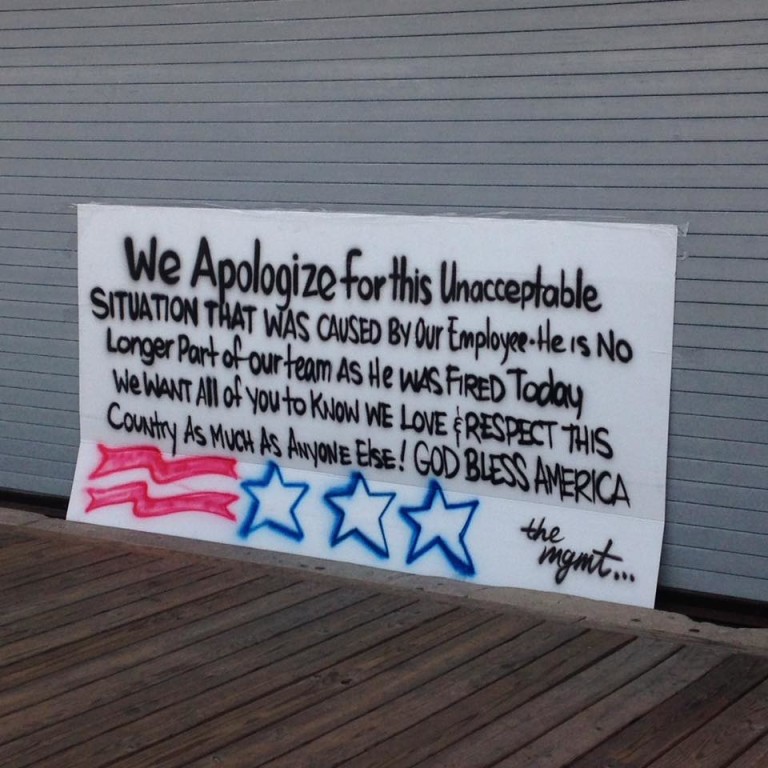 We Apologize for this Unacceptable
SITUATION THAT WAS CAUSED By Our Employee. He is No
Longer Part of our team As He WAS FIRED Today
We WANT All of you to KNOW WE LOVE & RESPECT THIS
Country As Much As Anyone Else! GOD BLESS AMERICA
the
mgmt...